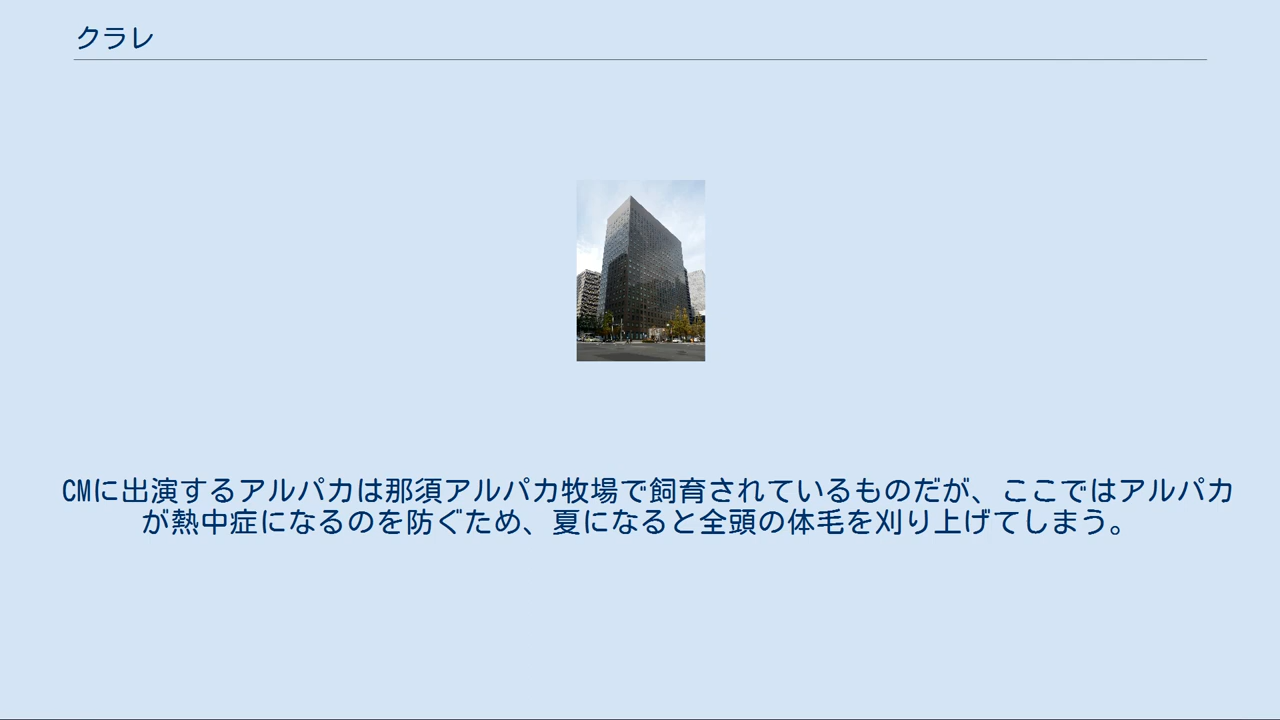 クラレ
CMに出演するアルパカは那須アルパカ牧場で飼育されているものだが、ここではアルパカ
が熱中症になるのを防ぐため、夏になると全頭の体毛を刈り上げてしまう。